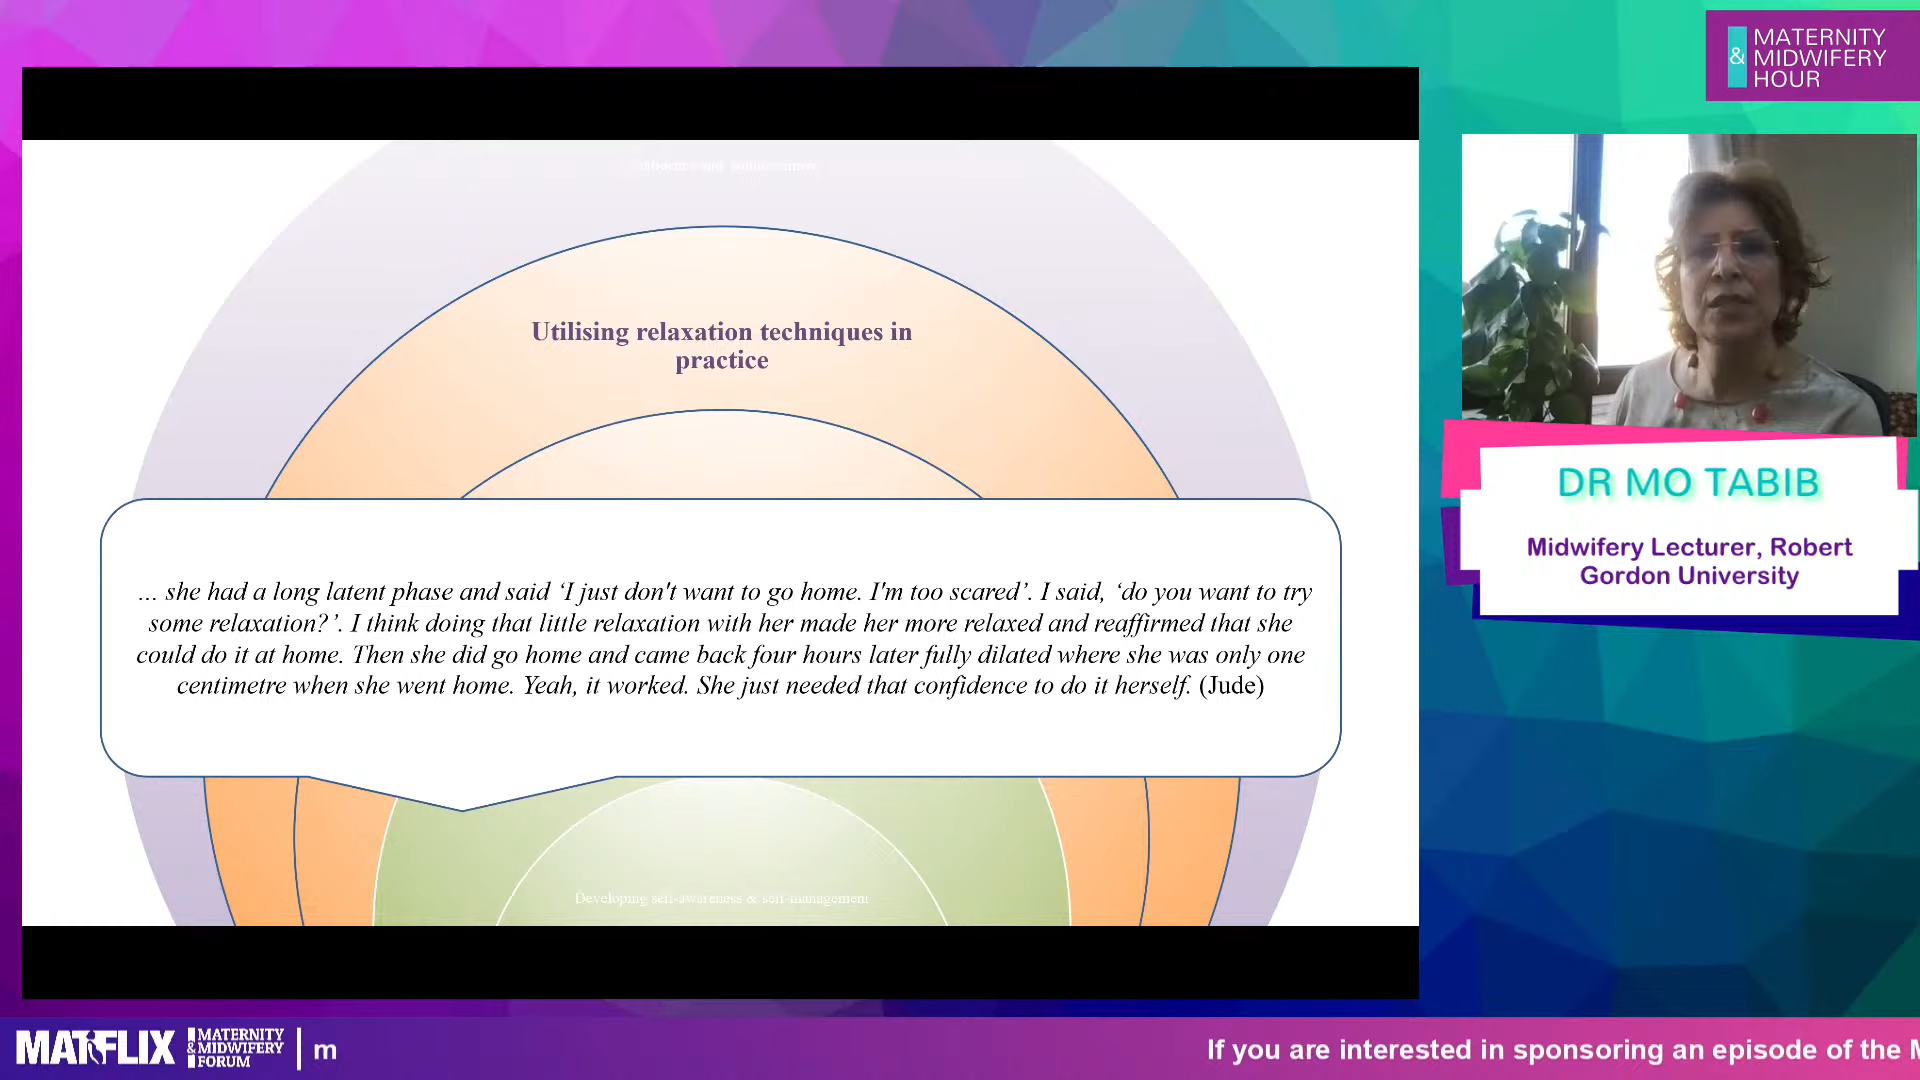 MATERNITY
& MIDWIFERY
HOUR
Utilising relaxation techniques in
practice
... she had a long latent phase and said ‘I just don't want to go home. I'm too scared’. I said, ‘do you want to try
some relaxation?’. I think doing that little relaxation with her made her more relaxed and reaffirmed that she
could do it at home. Then she did go home and came back four hours later fully dilated where she was only one
centimetre when she went home. Yeah, it worked. She just needed that confidence to do it herself. (Jude)
Developing self-awareness & self-management
DR MO TABIB
Midwifery Lecturer, Robert
Gordon University
MATFLIX
MATERNITY
&MIDWIFERY
FORUM
m
If you are interested in sponsoring an episode of the M